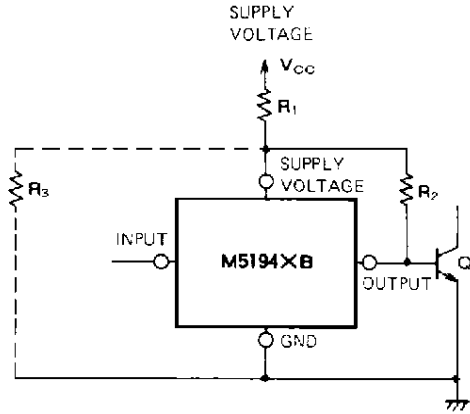 SUPPLY
VOLTAGE
VCC
R1
R3
SUPPLY
VOLTAGE
R2
INPUT
M5194XB
Q
OUTPUT
GND